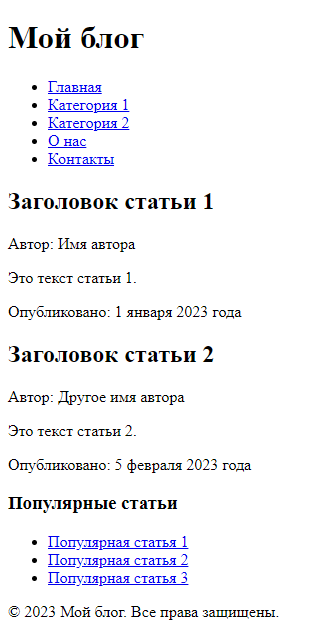 Мой блог
Главная
Категория 1
Категория 2
О нас
Контакты
Заголовок статьи 1
Автор: Имя автора
Это текст статьи 1.
Опубликовано: 1 января 2023 года
Заголовок статьи 2
Автор: Другое имя автора
Это текст статьи 2.
Опубликовано: 5 февраля 2023 года
Популярные статьи
Популярная статья 1
Популярная статья 2
Популярная статья 3
© 2023 Мой блог. Все права защищены.